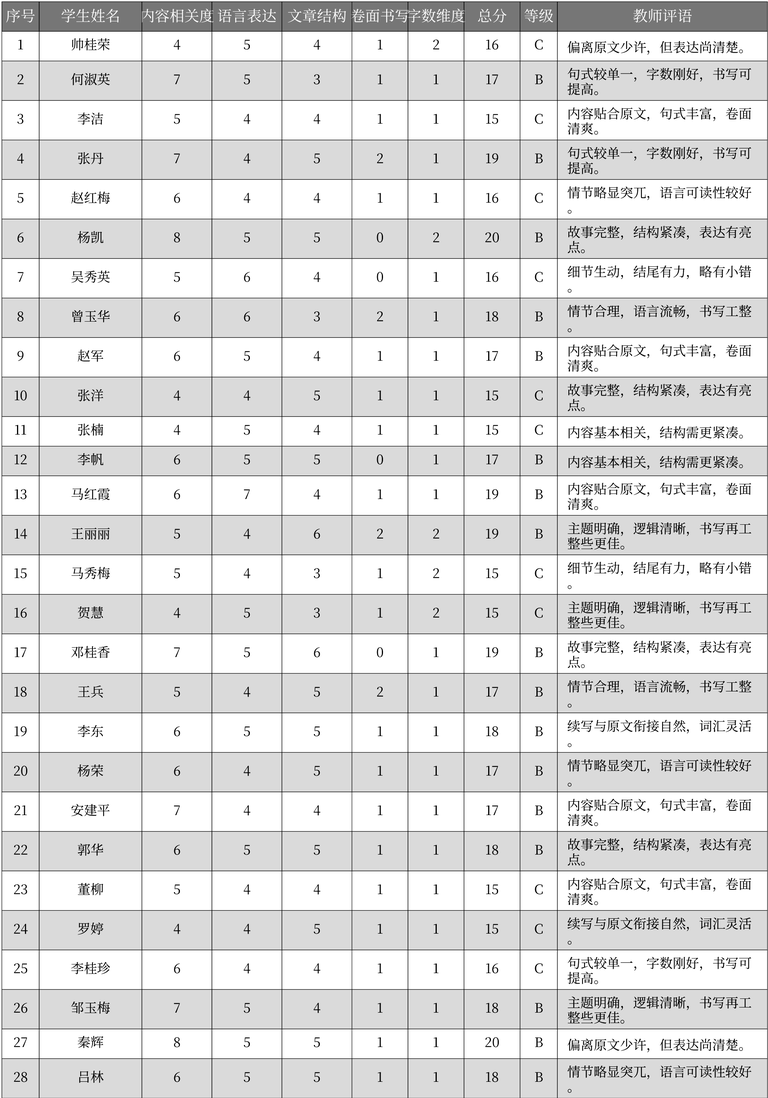 序号 学生姓名 内容相关度 语言表达 文章结构 卷面书写 字数维度 总分 等级 教师评语
1 帅桂荣 4 5 4 1 2 16 C 偏离原文少许，但表达尚清楚。
2 何淑英 7 5 3 1 1 17 B 句式较单一，字数刚好，书写可
提高。
3 李洁 5 4 4 1 1 15 C 内容贴合原文，句式丰富，卷面
清爽。
4 张丹 7 4 5 2 1 19 B 句式较单一，字数刚好，书写可
提高。
5 赵红梅 6 4 4 1 1 16 C 情节略显突兀，语言可读性较好
。
6 杨凯 8 5 5 0 2 20 B 故事完整，结构紧凑，表达有亮
点。
7 吴秀英 5 6 4 0 1 16 C 细节生动，结尾有力，略有小错
。
8 曾玉华 6 6 3 2 1 18 B 情节合理，语言流畅，书写工整
。
9 赵军 6 5 4 1 1 17 B 内容贴合原文，句式丰富，卷面
清爽。
10 张洋 4 4 5 1 1 15 C 故事完整，结构紧凑，表达有亮
点。
11 张楠 4 5 4 1 1 15 C 内容基本相关，结构需更紧凑。
12 李帆 6 5 5 0 1 17 B 内容基本相关，结构需更紧凑。
13 马红霞 6 7 4 1 1 19 B 内容贴合原文，句式丰富，卷面
清爽。
14 王丽丽 5 4 6 2 2 19 B 主题明确，逻辑清晰，书写再工
整些更佳。
15 马秀梅 5 4 3 1 2 15 C 细节生动，结尾有力，略有小错
。
16 贺慧 4 5 3 1 2 15 C 主题明确，逻辑清晰，书写再工
整些更佳。
17 邓桂香 7 5 6 0 1 19 B 故事完整，结构紧凑，表达有亮
点。
18 王兵 5 4 5 2 1 17 B 情节合理，语言流畅，书写工整
。
19 李东 6 5 5 1 1 18 B 续写与原文衔接自然，词汇灵活
。
20 杨荣 6 4 5 1 1 17 B 情节略显突兀，语言可读性较好
。
21 安建平 7 4 4 1 1 17 B 内容贴合原文，句式丰富，卷面
清爽。
22 郭华 6 5 5 1 1 18 B 故事完整，结构紧凑，表达有亮
点。
23 董柳 5 4 4 1 1 15 C 内容贴合原文，句式丰富，卷面
清爽。
24 罗婷 4 4 5 1 1 15 C 续写与原文衔接自然，词汇灵活
。
25 李桂珍 6 4 4 1 1 16 C 句式较单一，字数刚好，书写可
提高。
26 邹玉梅 7 5 4 1 1 18 B 主题明确，逻辑清晰，书写再工
整些更佳。
27 秦辉 8 5 5 1 1 20 B 偏离原文少许，但表达尚清楚。
28 吕林 6 5 5 1 1 18 B 情节略显突兀，语言可读性较好
。